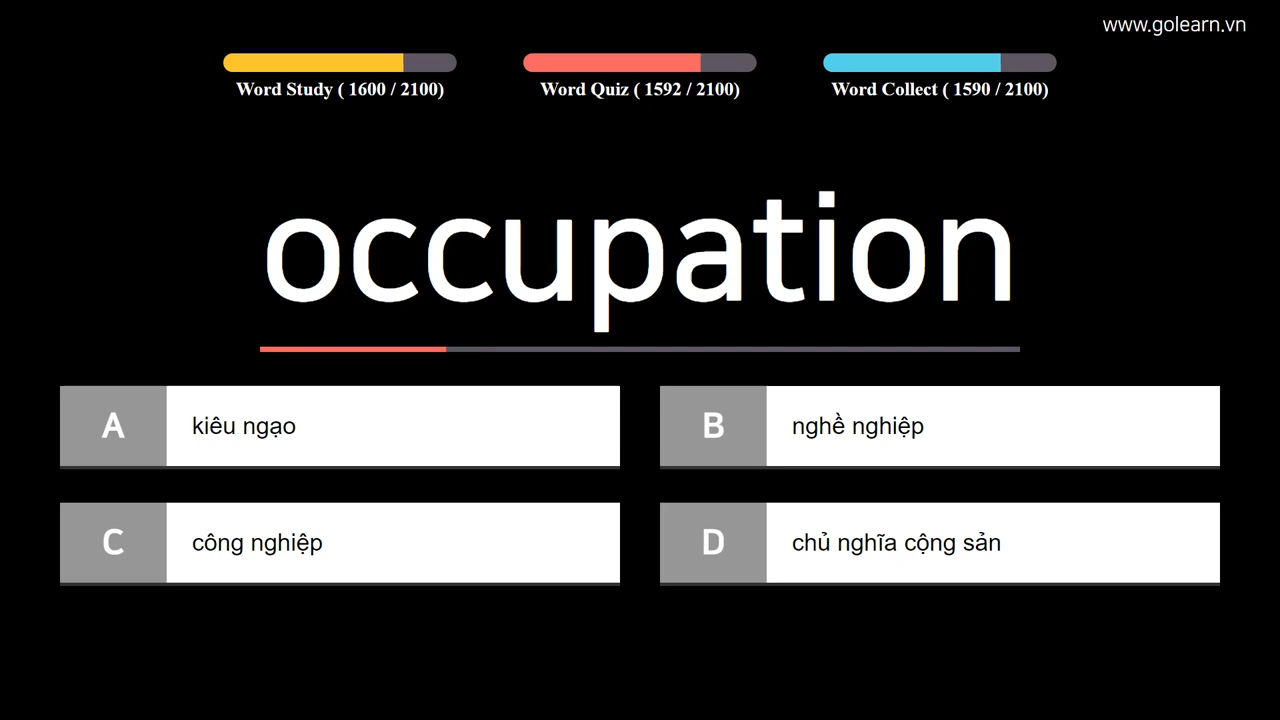 www.golearn.vn
Word Study ( 1600 / 2100)
Word Quiz ( 1592 / 2100)
Word Collect ( 1590 / 2100)
occupation
A kiêu ngạo
B nghề nghiệp
C công nghiệp
D chủ nghĩa cộng sản